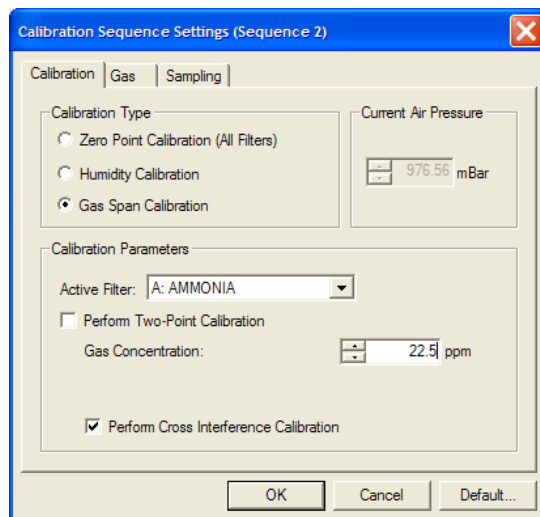 Calibration Sequence Settings (Sequence 2)
Calibration Gas Sampling
Calibration Type
Zero Point Calibration (All Filters)
Humidity Calibration
Gas Span Calibration
Current Air Pressure
976.56 mBar
Calibration Parameters
Active Filter: A: AMMONIA
Perform Two-Point Calibration
Gas Concentration: 22.5 ppm
Perform Cross Interference Calibration
OK Cancel Default...